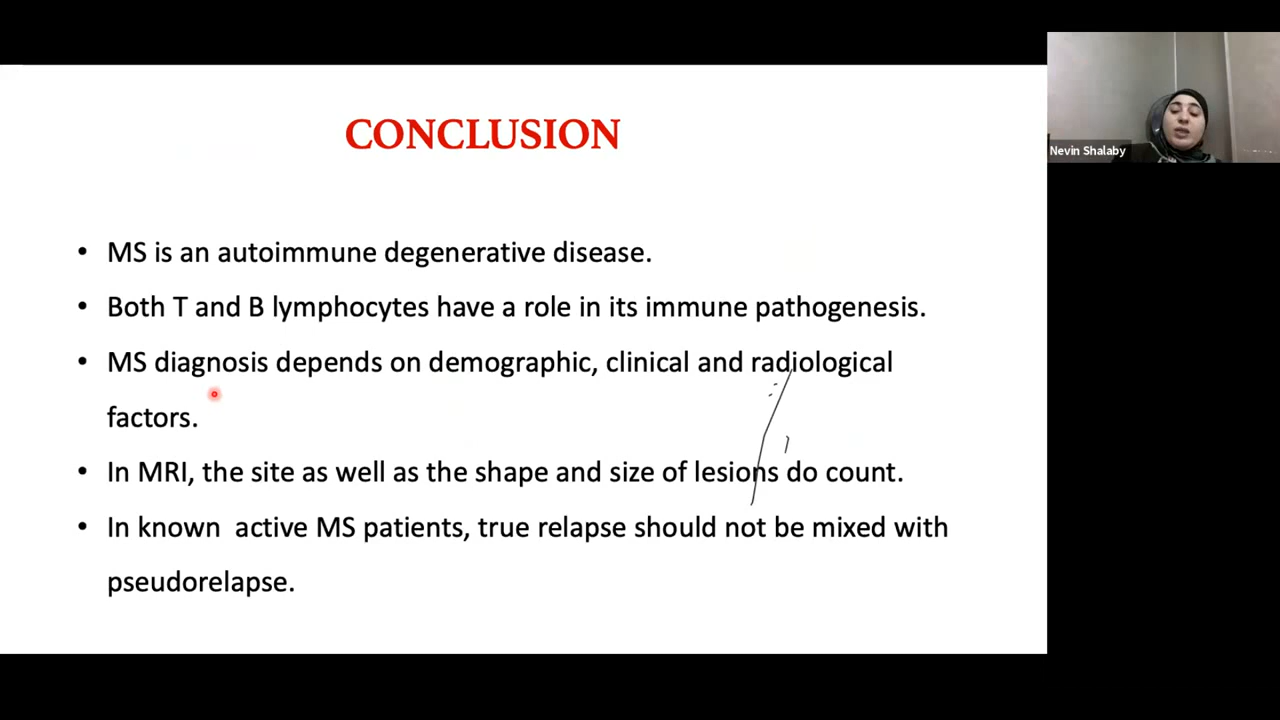 CONCLUSION
Nevin Shalaby
• MS is an autoimmune degenerative disease.
• Both T and B lymphocytes have a role in its immune pathogenesis.
• MS diagnosis depends on demographic, clinical and radiological
factors.
• In MRI, the site as well as the shape and size of lesions do count.
• In known  active MS patients, true relapse should not be mixed with
pseudorelapse.